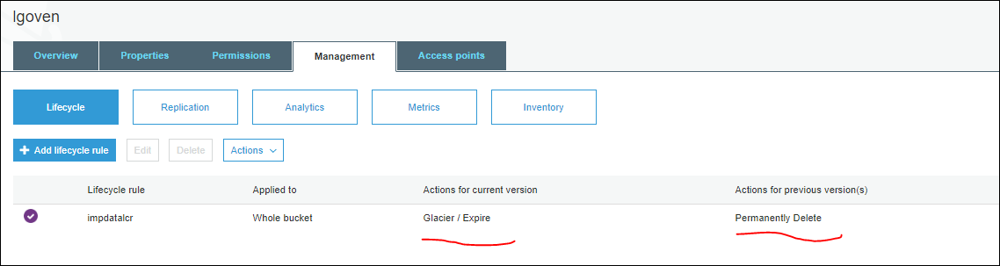 lgoven
Overview Properties Permissions Management Access points
Lifecycle Replication Analytics Metrics Inventory
+ Add lifecycle rule Edit Delete Actions
Lifecycle rule Applied to Actions for current version Actions for previous version(s)
impdatalcr Whole bucket Glacier / Expire Permanently Delete